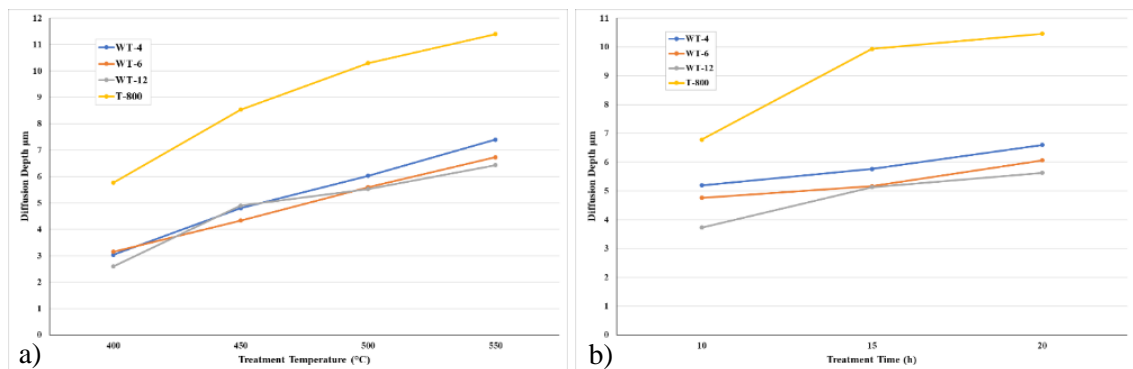 12
11
10
9
8
7
6
5
4
3
2
1
0
Diffusion Depth µm
WT-4
WT-6
WT-12
T-800
400
450
500
550
Treatment Temperature (°C)
a)
11
10
9
8
7
6
5
4
3
2
1
0
Diffusion Depth µm
WT-4
WT-6
WT-12
T-800
10
15
20
Treatment Time (h)
b)